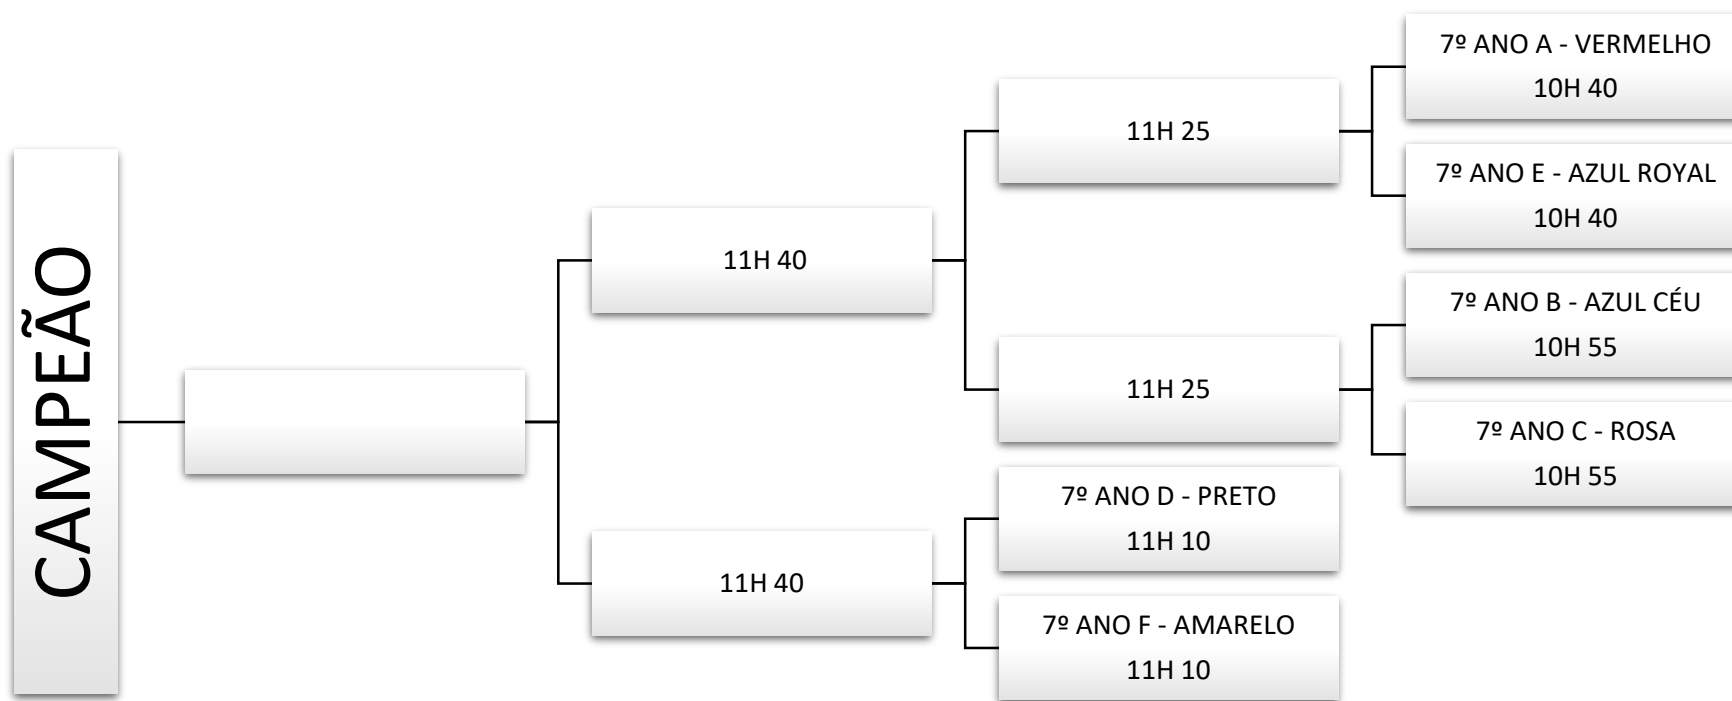 CAMPEÃO
11H 40
11H 25
7º ANO A - VERMELHO
10H 40
7º ANO E - AZUL ROYAL
10H 40
11H 25
7º ANO B - AZUL CÉU
10H 55
7º ANO C - ROSA
10H 55
11H 40
7º ANO D - PRETO
11H 10
7º ANO F - AMARELO
11H 10